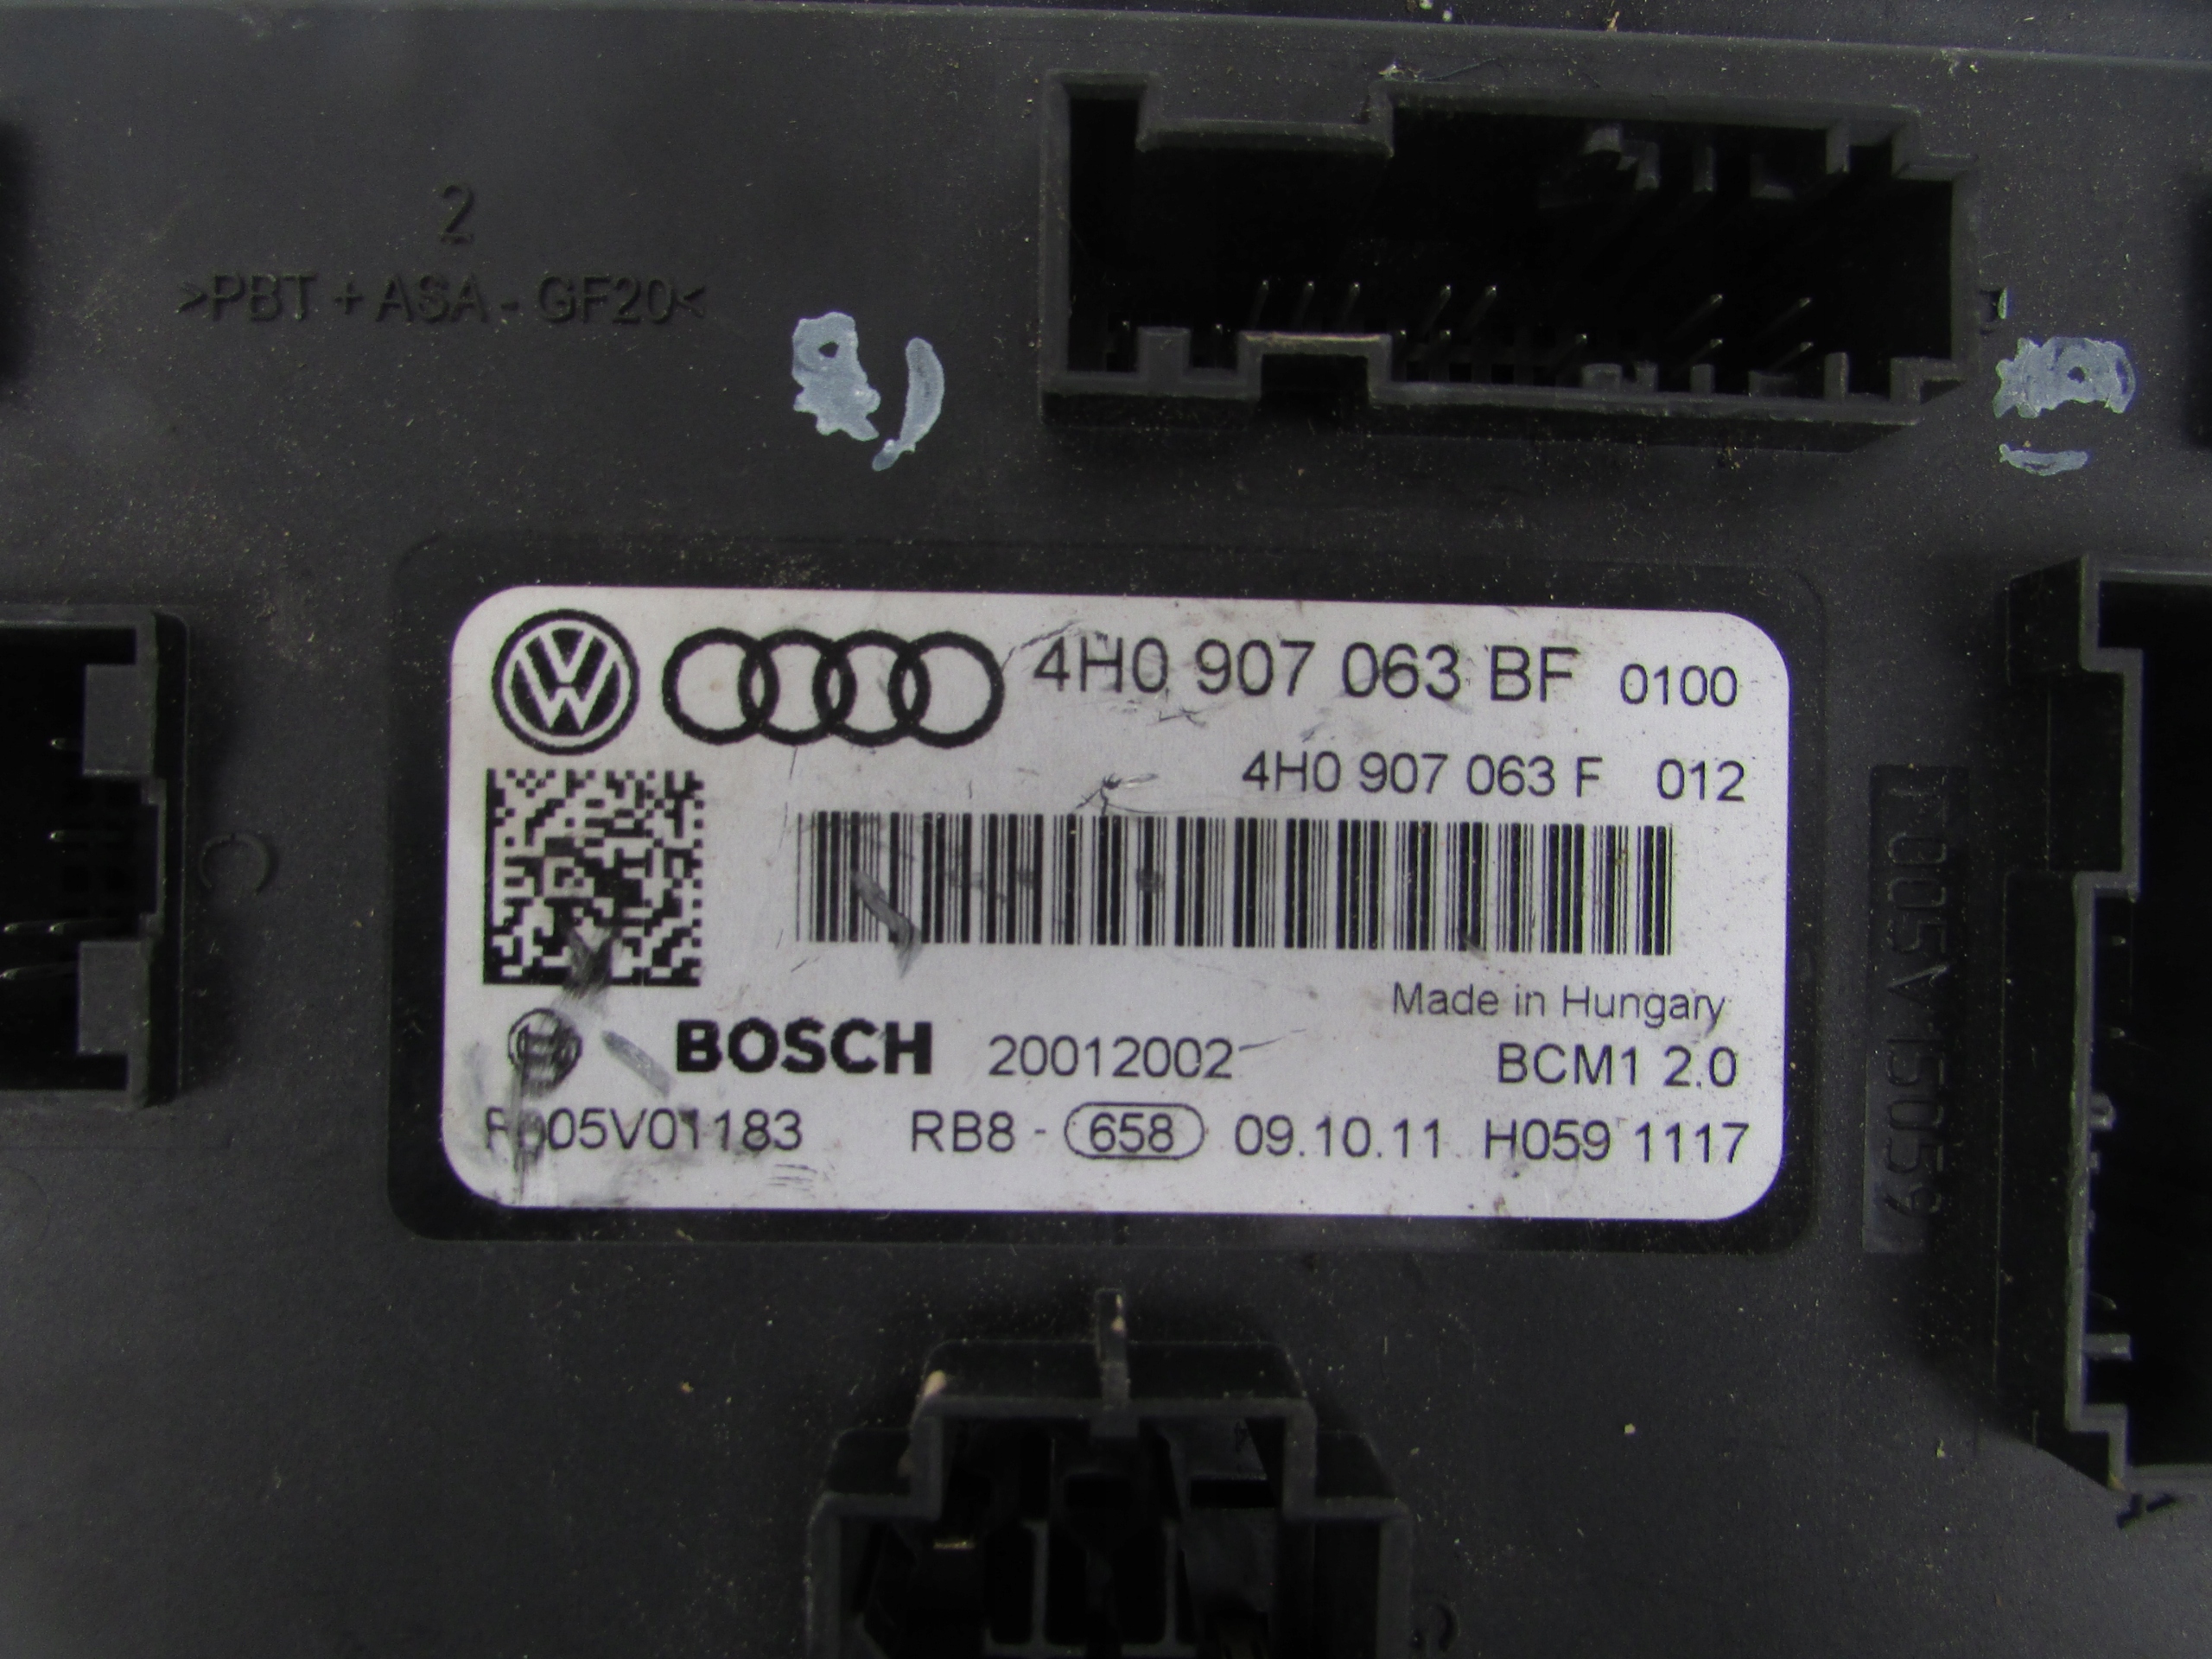 2
>PBT + ASA - GF20<
4H0 907 063 BF 0100
4H0 907 063 F 012
Made in Hungary
BOSCH 20012002 BCM1 2.0
RB8 - 658 09.10.11 H059 1117
C